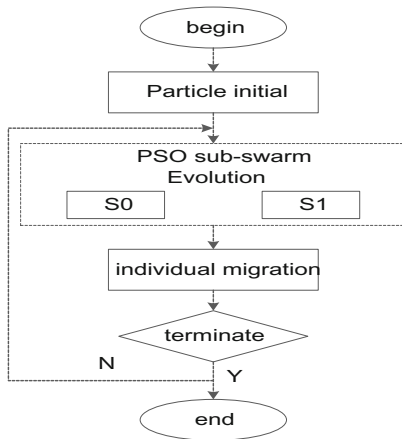 begin
Particle initial
PSO sub-swarm
Evolution
S0 S1
individual migration
terminate
N Y
end